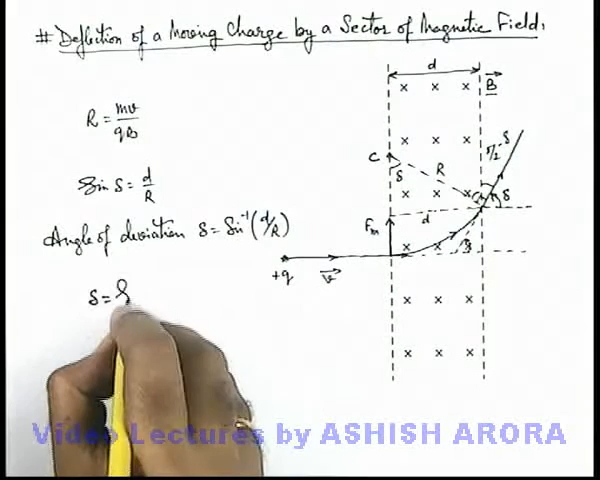 # Deflection of a Moving Charge by a Sector of Magnetic Field.
d
x x x B
R = mv/qB
x x x
π/2-δ
C
δ
R
Sin δ = d/R
x x x
δ
d
Fm
Angle of deviation δ = Sin⁻¹(d/R)
x x x
δ
+q
v
δ = S
x x x
x x x
Video Lectures by ASHISH ARORA